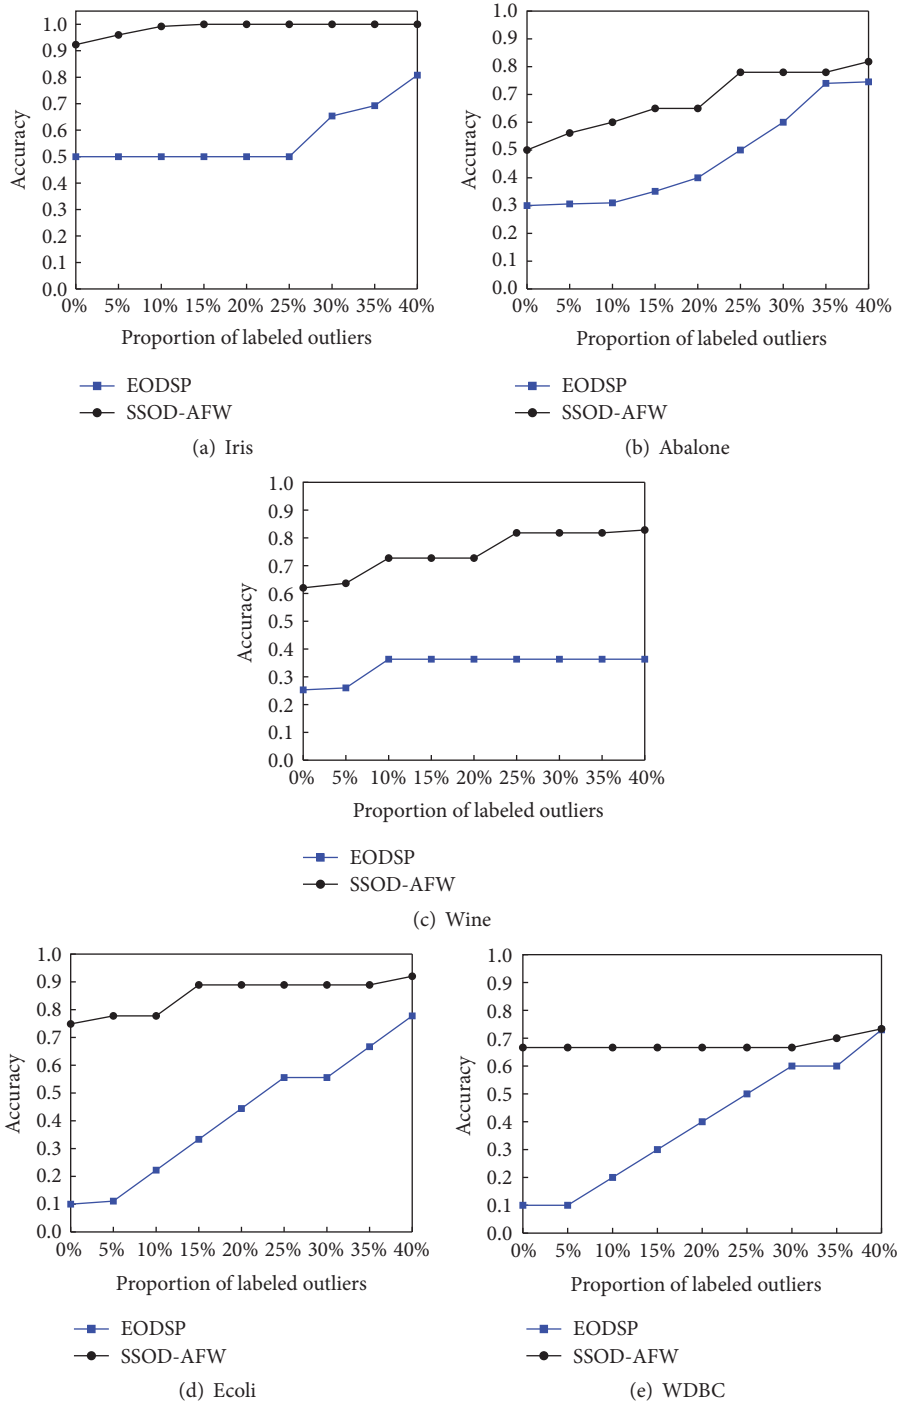 1.0
0.9
0.8
0.7
0.6
0.5
0.4
0.3
0.2
0.1
0.0
Accuracy
0% 5% 10% 15% 20% 25% 30% 35% 40%
Proportion of labeled outliers
EODSP
SSOD-AFW
(a) Iris
1.0
0.9
0.8
0.7
0.6
0.5
0.4
0.3
0.2
0.1
0.0
Accuracy
0% 5% 10% 15% 20% 25% 30% 35% 40%
Proportion of labeled outliers
EODSP
SSOD-AFW
(b) Abalone
1.0
0.9
0.8
0.7
0.6
0.5
0.4
0.3
0.2
0.1
0.0
Accuracy
0% 5% 10% 15% 20% 25% 30% 35% 40%
Proportion of labeled outliers
EODSP
SSOD-AFW
(c) Wine
1.0
0.9
0.8
0.7
0.6
0.5
0.4
0.3
0.2
0.1
0.0
Accuracy
0% 5% 10% 15% 20% 25% 30% 35% 40%
Proportion of labeled outliers
EODSP
SSOD-AFW
(d) Ecoli
1.0
0.9
0.8
0.7
0.6
0.5
0.4
0.3
0.2
0.1
0.0
Accuracy
0% 5% 10% 15% 20% 25% 30% 35% 40%
Proportion of labeled outliers
EODSP
SSOD-AFW
(e) WDBC